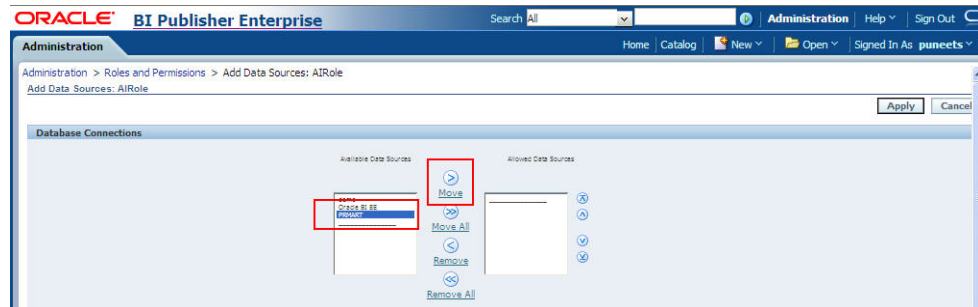 ORACLE BI Publisher Enterprise Search All Administration Help Sign Out
Administration Home Catalog New Open Signed In As puneets
Administration > Roles and Permissions > Add Data Sources: AIRole
Add Data Sources: AIRole
Apply Cancel
Database Connections
Available Data Sources Allowed Data Sources
demo
Oracle BI EE
PRMART
Move
Move All
Remove
Remove All